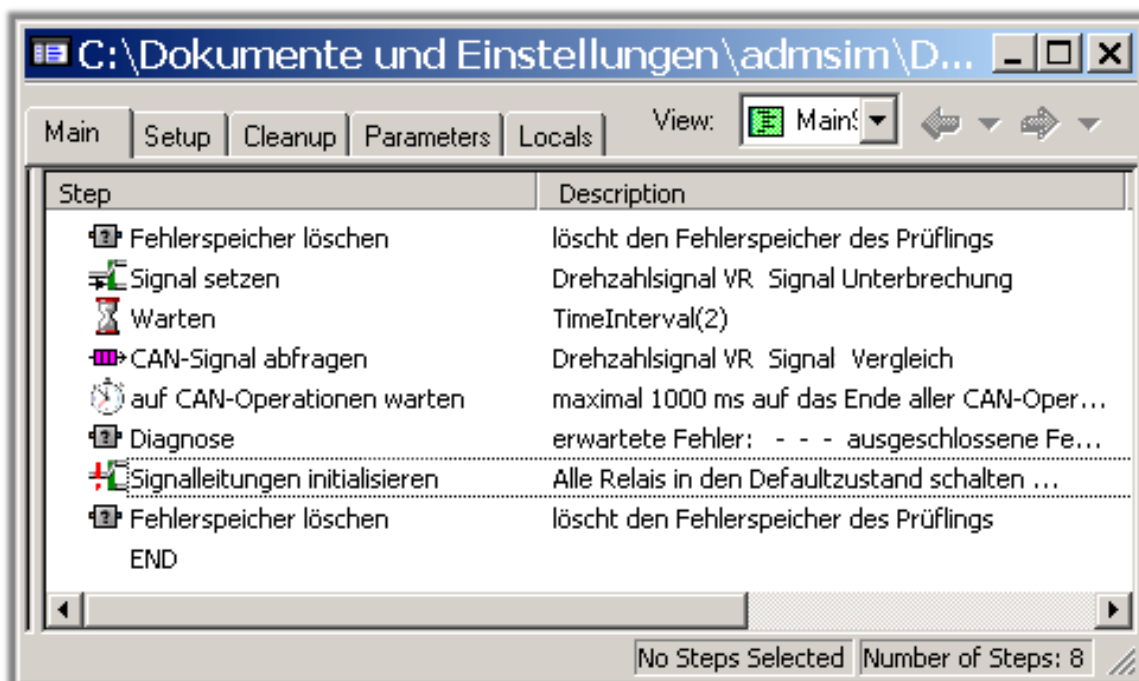 C:\Dokumente und Einstellungen\admsim\D...
Main Setup Cleanup Parameters Locals View: MainS
Step Description
Fehlerspeicher löschen löscht den Fehlerspeicher des Prüflings
Signal setzen Drehzahlsignal VR Signal Unterbrechung
Warten TimeInterval(2)
CAN-Signal abfragen Drehzahlsignal VR Signal Vergleich
auf CAN-Operationen warten maximal 1000 ms auf das Ende aller CAN-Oper...
Diagnose erwartete Fehler: - - - ausgeschlossene Fe...
Signalleitungen initialisieren Alle Relais in den Defaultzustand schalten ...
Fehlerspeicher löschen löscht den Fehlerspeicher des Prüflings
END
No Steps Selected Number of Steps: 8